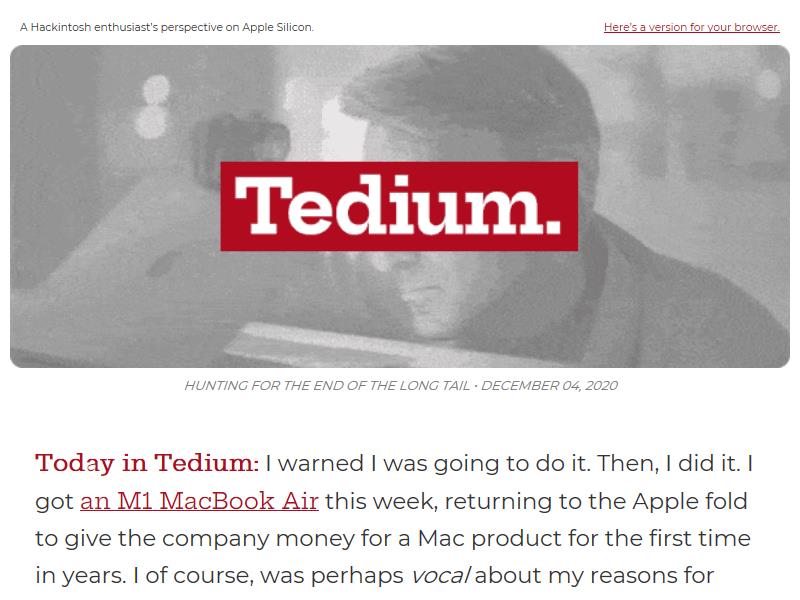 A Hackintosh enthusiast's perspective on Apple Silicon.
Here's a version for your browser.
Tedium.
HUNTING FOR THE END OF THE LONG TAIL • DECEMBER 04, 2020
Today in Tedium: I warned I was going to do it. Then, I did it. I
got an M1 MacBook Air this week, returning to the Apple fold
to give the company money for a Mac product for the first time
in years. I of course, was perhaps vocal about my reasons for